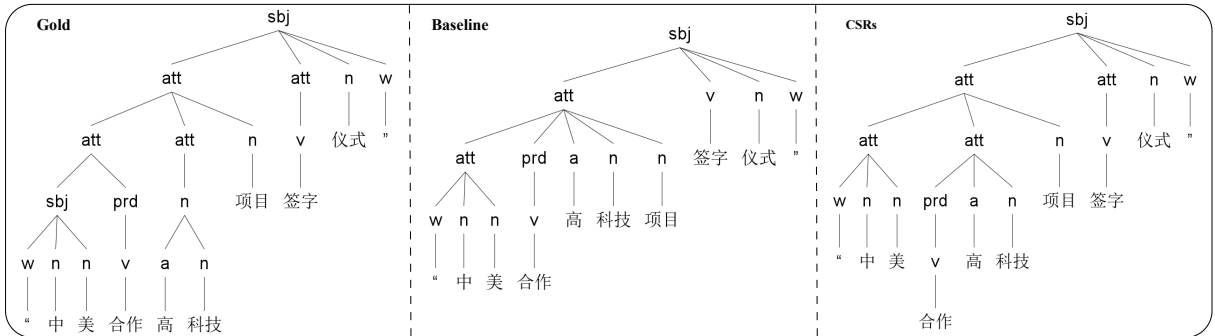 Gold
sbj
att att n w
att att n v 仪式 ”
sbj prd n 项目 签字
w n n v a n
“ 中 美 合作 高 科技
Baseline
sbj
att v n w
att prd a n n 签字 仪式 ”
w n n v 高 科技 项目
“ 中 美 合作
CSRs
sbj
att att n w
att att n v 仪式 ”
w n n prd a n 项目 签字
“ 中 美 v 高 科技
合作